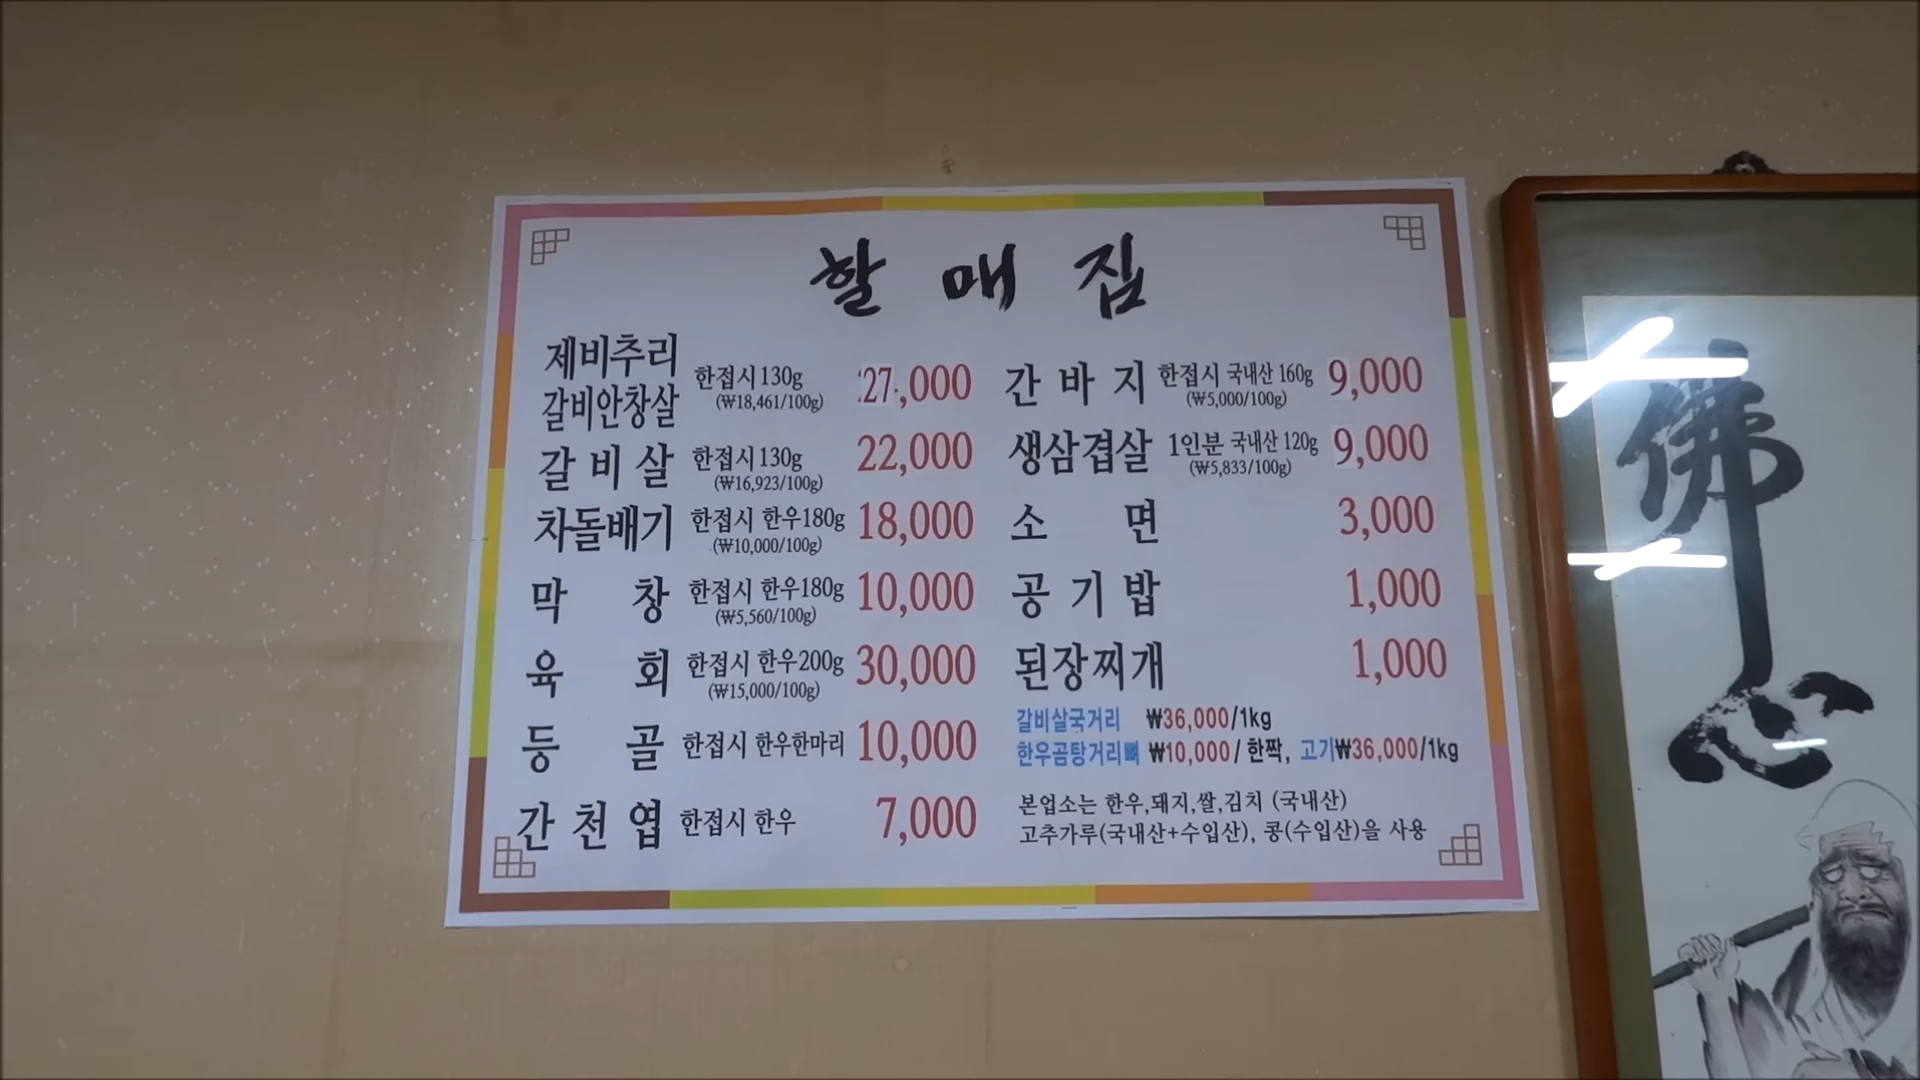 할매집
제비추리
갈비안창살 한접시 130g 27,000
(₩18,461/100g)
갈비살 한접시 130g 22,000
(₩16,923/100g)
차돌배기 한접시 한우180g 18,000
(₩10,000/100g)
막창 한접시 한우180g 10,000
(₩5,560/100g)
육회 한접시 한우200g 30,000
(₩15,000/100g)
등골 한접시 한우한마리 10,000
간천엽 한접시 한우 7,000
간바지 한접시 국내산 160g 9,000
(₩5,000/100g)
생삼겹살 1인분 국내산 120g 9,000
(₩5,833/100g)
소면 3,000
공기밥 1,000
된장찌개 1,000
갈비살국거리 ₩36,000/1kg
한우곰탕거리뼈 ₩10,000/한짝, 고기₩36,000/1kg
본업소는 한우,돼지,쌀,김치 (국내산)
고추가루(국내산+수입산), 콩(수입산)을 사용
佛
心